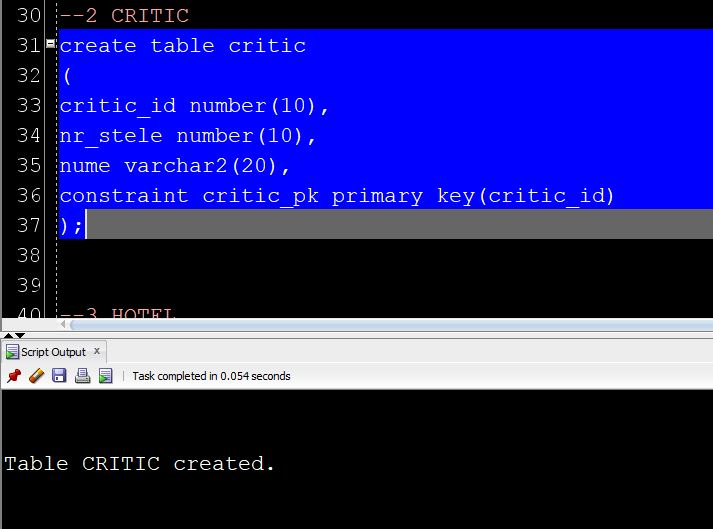 30 --2 CRITIC
31 create table critic
32 (
33 critic_id number(10),
34 nr_stele number(10),
35 nume varchar2(20),
36 constraint critic_pk primary key(critic_id)
37 );
38
39
40 --3 HOTEL
Script Output x
Task completed in 0.054 seconds
Table CRITIC created.